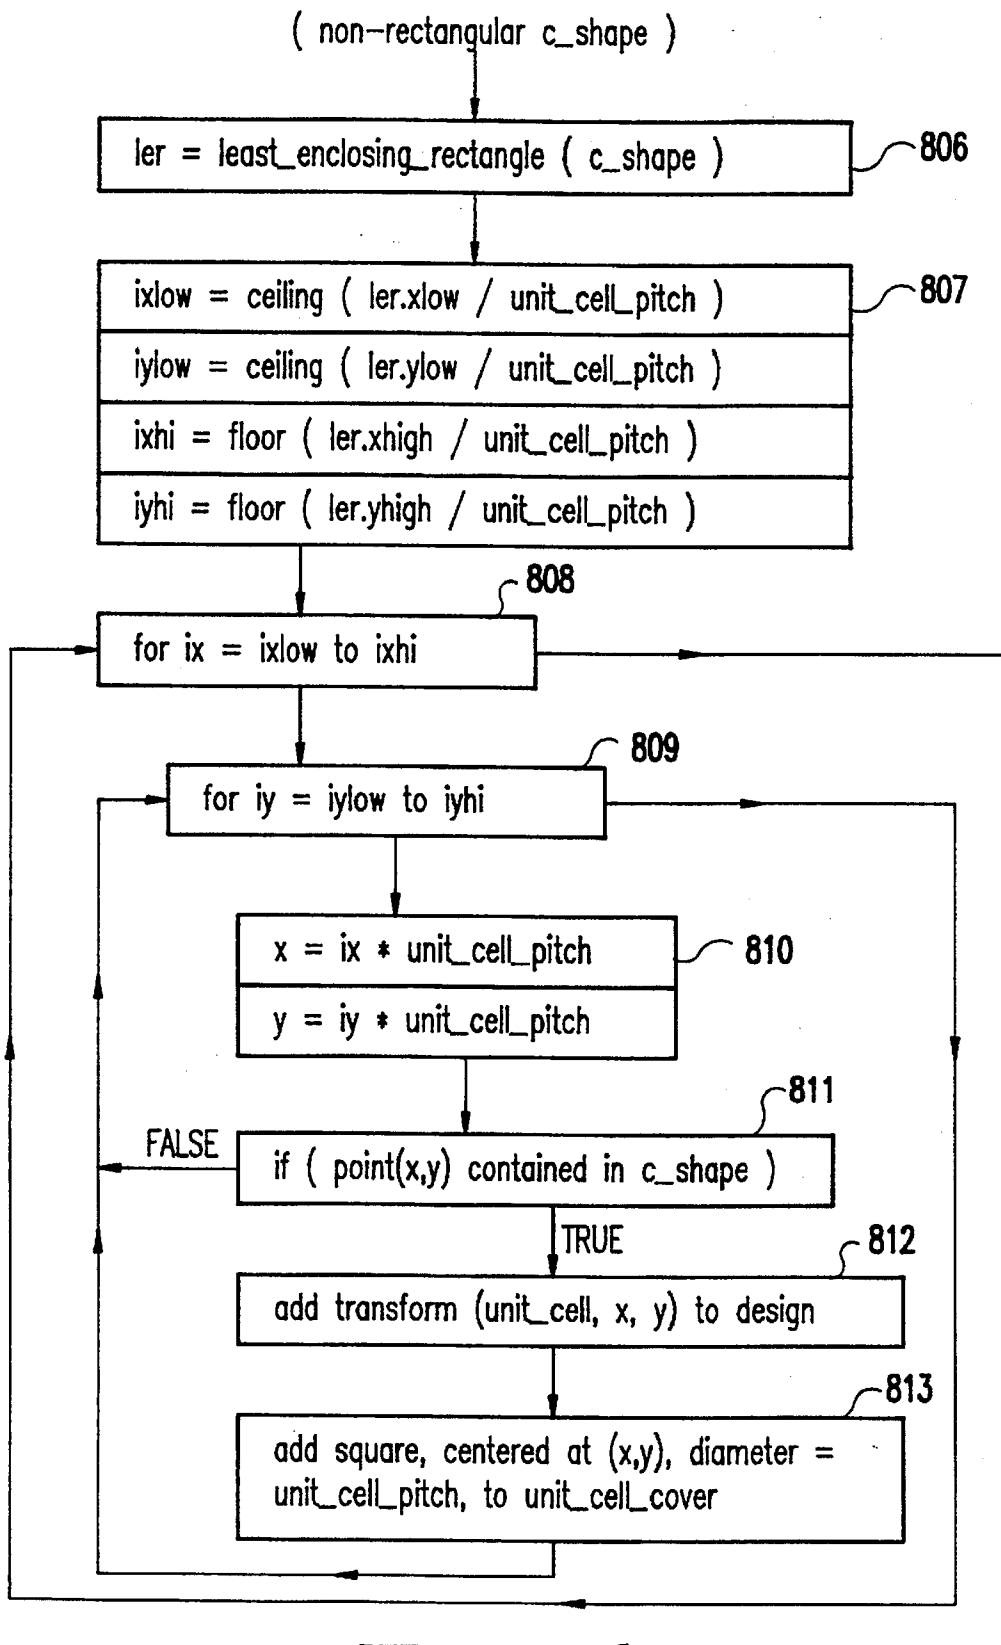 ( non-rectangular c_shape )
ler = least_enclosing_rectangle ( c_shape )
806
ixlow = ceiling ( ler.xlow / unit_cell_pitch )
807
iylow = ceiling ( ler.ylow / unit_cell_pitch )
ixhi = floor ( ler.xhigh / unit_cell_pitch )
iyhi = floor ( ler.yhigh / unit_cell_pitch )
808
for ix = ixlow to ixhi
809
for iy = iylow to iyhi
x = ix * unit_cell_pitch
810
y = iy * unit_cell_pitch
811
FALSE
if ( point(x,y) contained in c_shape )
TRUE
812
add transform (unit_cell, x, y) to design
813
add square, centered at (x,y), diameter =
unit_cell_pitch, to unit_cell_cover